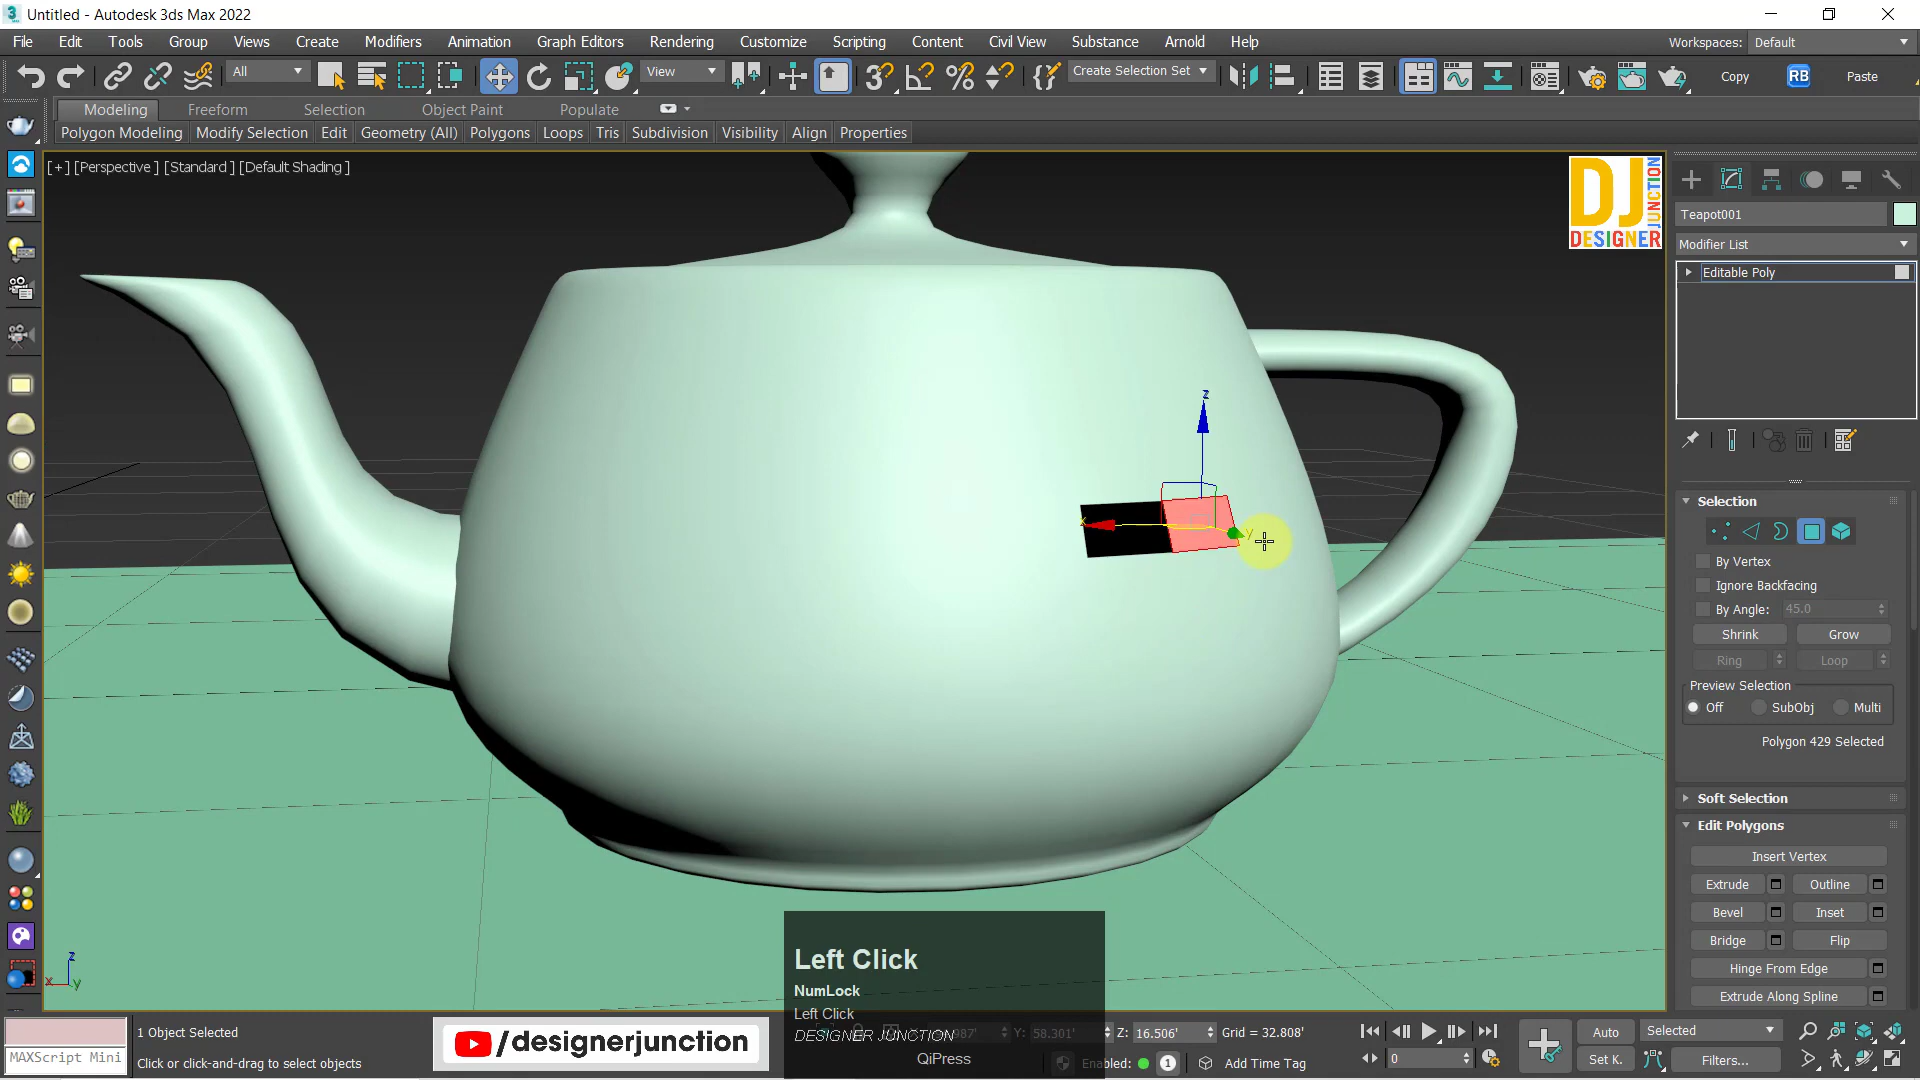 Untitled - Autodesk 3ds Max 2022
File Edit Tools Group Views Create Modifiers Animation Graph Editors Rendering Customize Scripting Content Civil View Substance Arnold Help Workspaces: Default
All View Create Selection Set Copy RB Paste
Modeling Freeform Selection Object Paint Populate
Polygon Modeling Modify Selection Edit Geometry (All) Polygons Loops Tris Subdivision Visibility Align Properties
[+] [Perspective ] [Standard ] [Default Shading ]
DJ JUNCTION
DESIGNER
Teapot001
Modifier List
Editable Poly
z
x
y
Selection
By Vertex
Ignore Backfacing
By Angle: 45.0
Shrink Grow
Ring Loop
Preview Selection
Off SubObj Multi
Polygon 429 Selected
Soft Selection
Edit Polygons
Insert Vertex
Extrude Outline
Bevel Inset
Bridge Flip
Hinge From Edge
Extrude Along Spline
z
x
y
Left Click
NumLock
Left Click
DESIGNER JUNCTION
QiPress
1 Object Selected
MAXScript Mini
Click or click-and-drag to select objects
/designerjunction
Y: 58.301' Z: 16.506' Grid = 32.808'
Enabled: 1 Add Time Tag
0
Auto Selected
Set K. Filters...